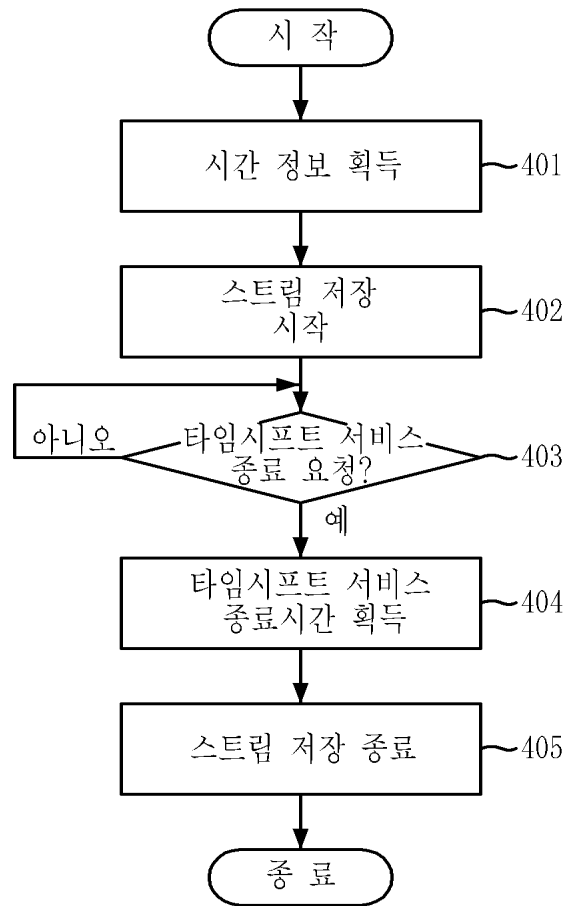 시 작
시간 정보 획득
401
스트림 저장
시작
402
아니오
타임시프트 서비스
종료 요청?
403
예
타임시프트 서비스
종료시간 획득
404
스트림 저장 종료
405
종 료